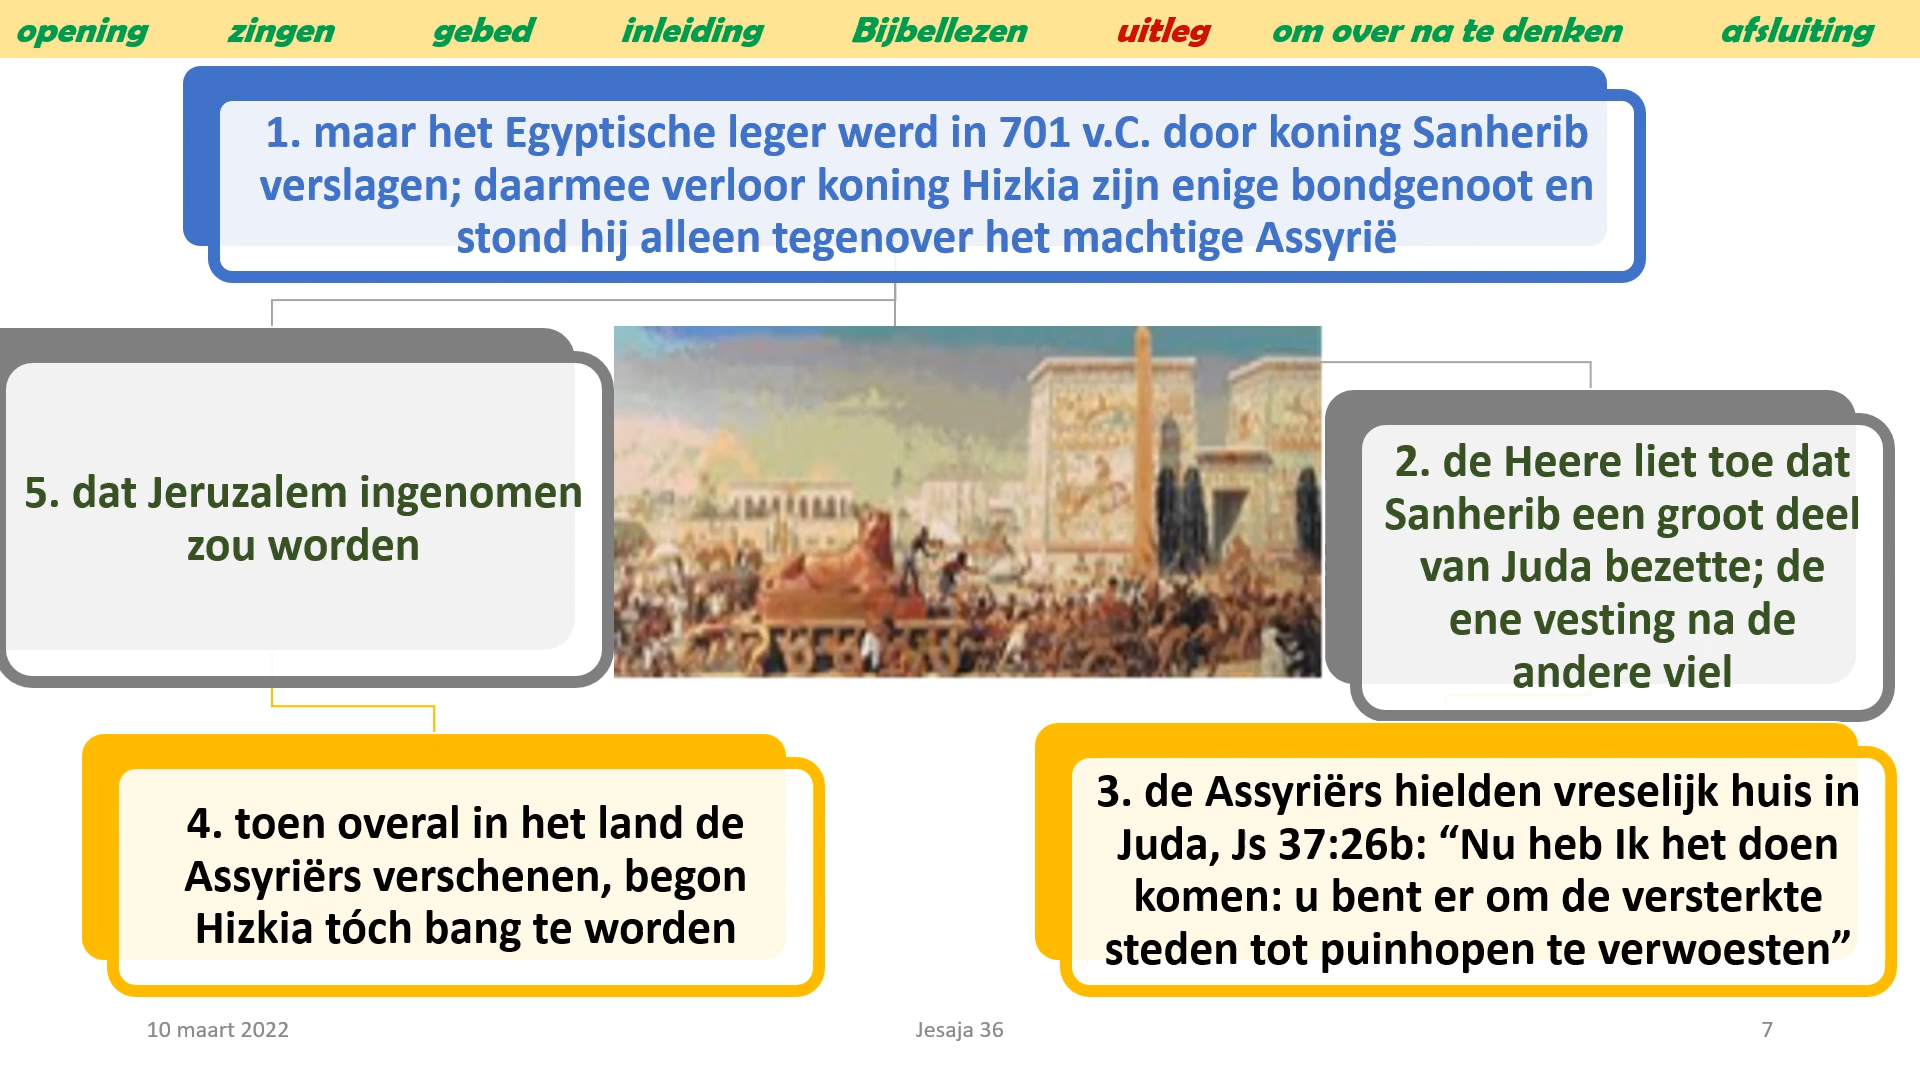 opening zingen gebed inleiding Bijbellezen uitleg om over na te denken afsluiting
1. maar het Egyptische leger werd in 701 v.C. door koning Sanherib
verslagen; daarmee verloor koning Hizkia zijn enige bondgenoot en
stond hij alleen tegenover het machtige Assyrië
2. de Heere liet toe dat
Sanherib een groot deel
van Juda bezette; de
ene vesting na de
andere viel
3. de Assyriërs hielden vreselijk huis in
Juda, Js 37:26b: “Nu heb Ik het doen
komen: u bent er om de versterkte
steden tot puinhopen te verwoesten”
4. toen overal in het land de
Assyriërs verschenen, begon
Hizkia tóch bang te worden
5. dat Jeruzalem ingenomen
zou worden
10 maart 2022
Jesaja 36
7